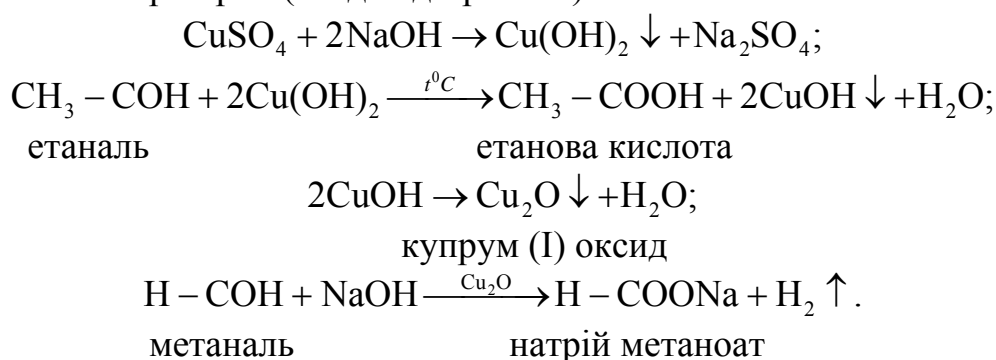 CuSO₄ + 2NaOH → Cu(OH)₂ ↓ +Na₂SO₄;
CH₃ − COH + 2Cu(OH)₂ —t⁰C→ CH₃ − COOH + 2CuOH ↓ +H₂O;
етаналь етанова кислота
2CuOH → Cu₂O ↓ +H₂O;
купрум (I) оксид
H − COH + NaOH —Cu₂O→ H − COONa + H₂ ↑.
метаналь натрій метаноат